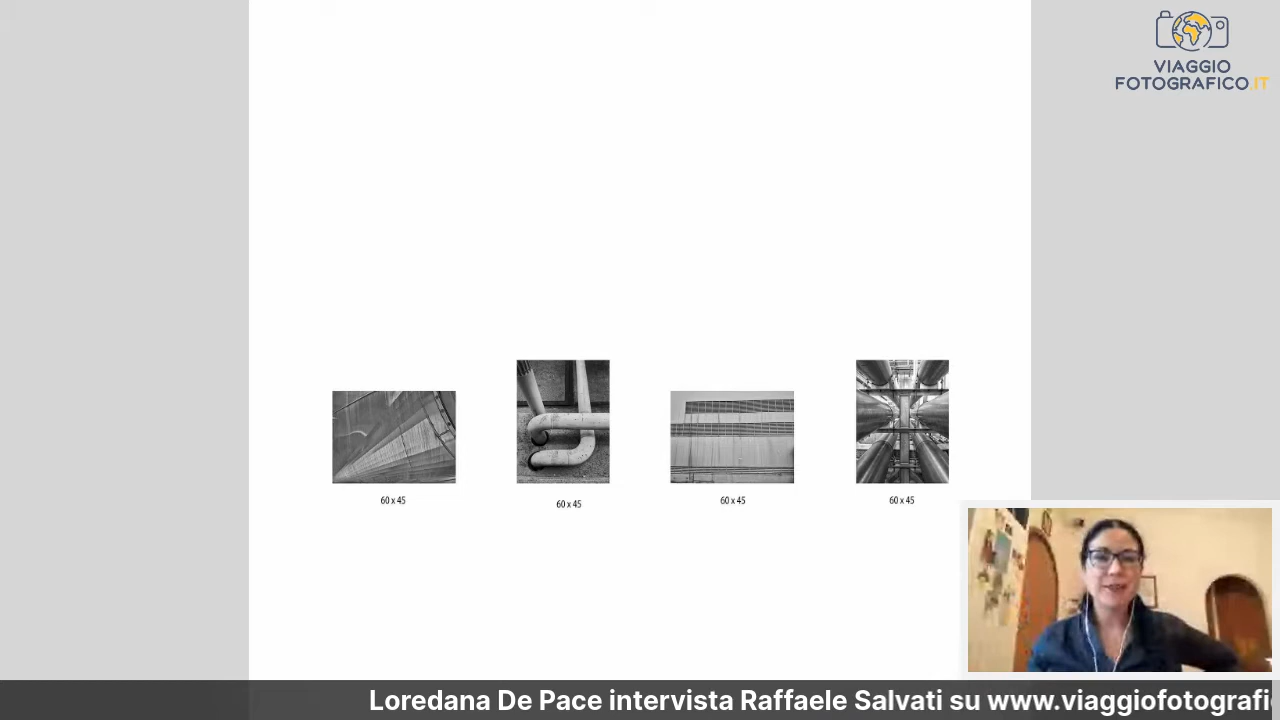 VIAGGIO
FOTOGRAFICO.IT
60 x 45
60 x 45
60 x 45
60 x 45
Loredana De Pace intervista Raffaele Salvati su www.viaggiofotografi